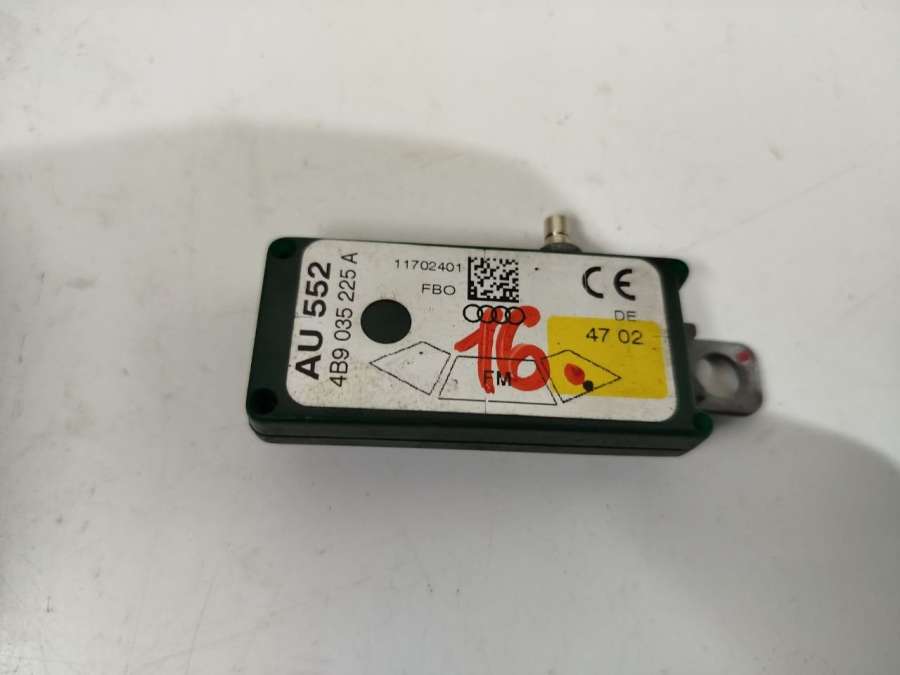 AU 552
4B9 035 225 A
11702401
FBO
CE
DE
47 02
16
FM